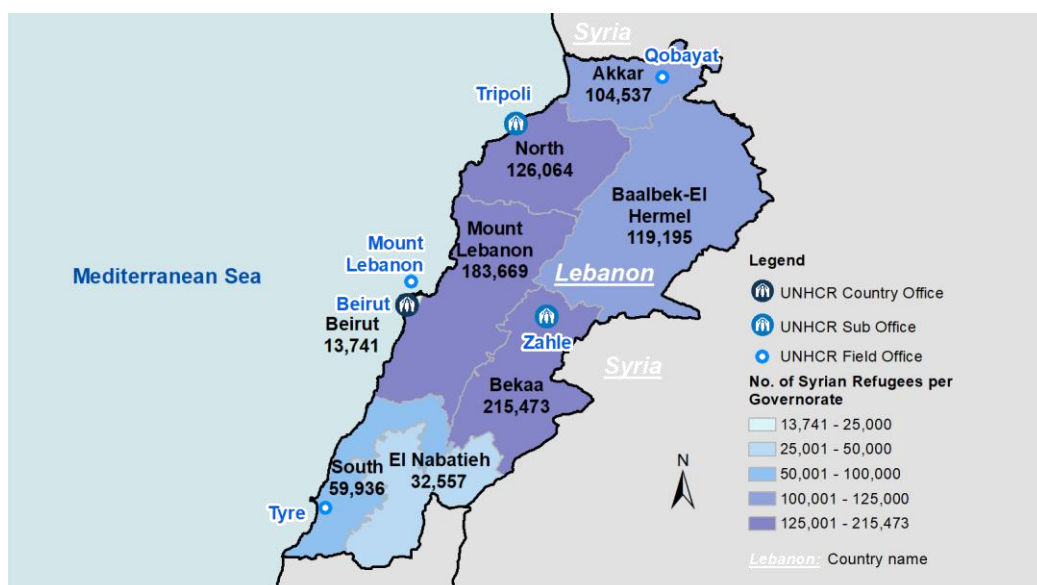 Syria
Qobayat
Akkar
104,537
Tripoli
North
126,064
Baalbek-El
Hermel
119,195
Mount
Lebanon
183,669
Mount
Lebanon
Mediterranean Sea
Lebanon
Beirut
Beirut
13,741
Zahle
Syria
Bekaa
215,473
El Nabatieh
32,557
South
59,936
Tyre
N
Legend
UNHCR Country Office
UNHCR Sub Office
UNHCR Field Office
No. of Syrian Refugees per
Governorate
13,741 - 25,000
25,001 - 50,000
50,001 - 100,000
100,001 - 125,000
125,001 - 215,473
Lebanon: Country name